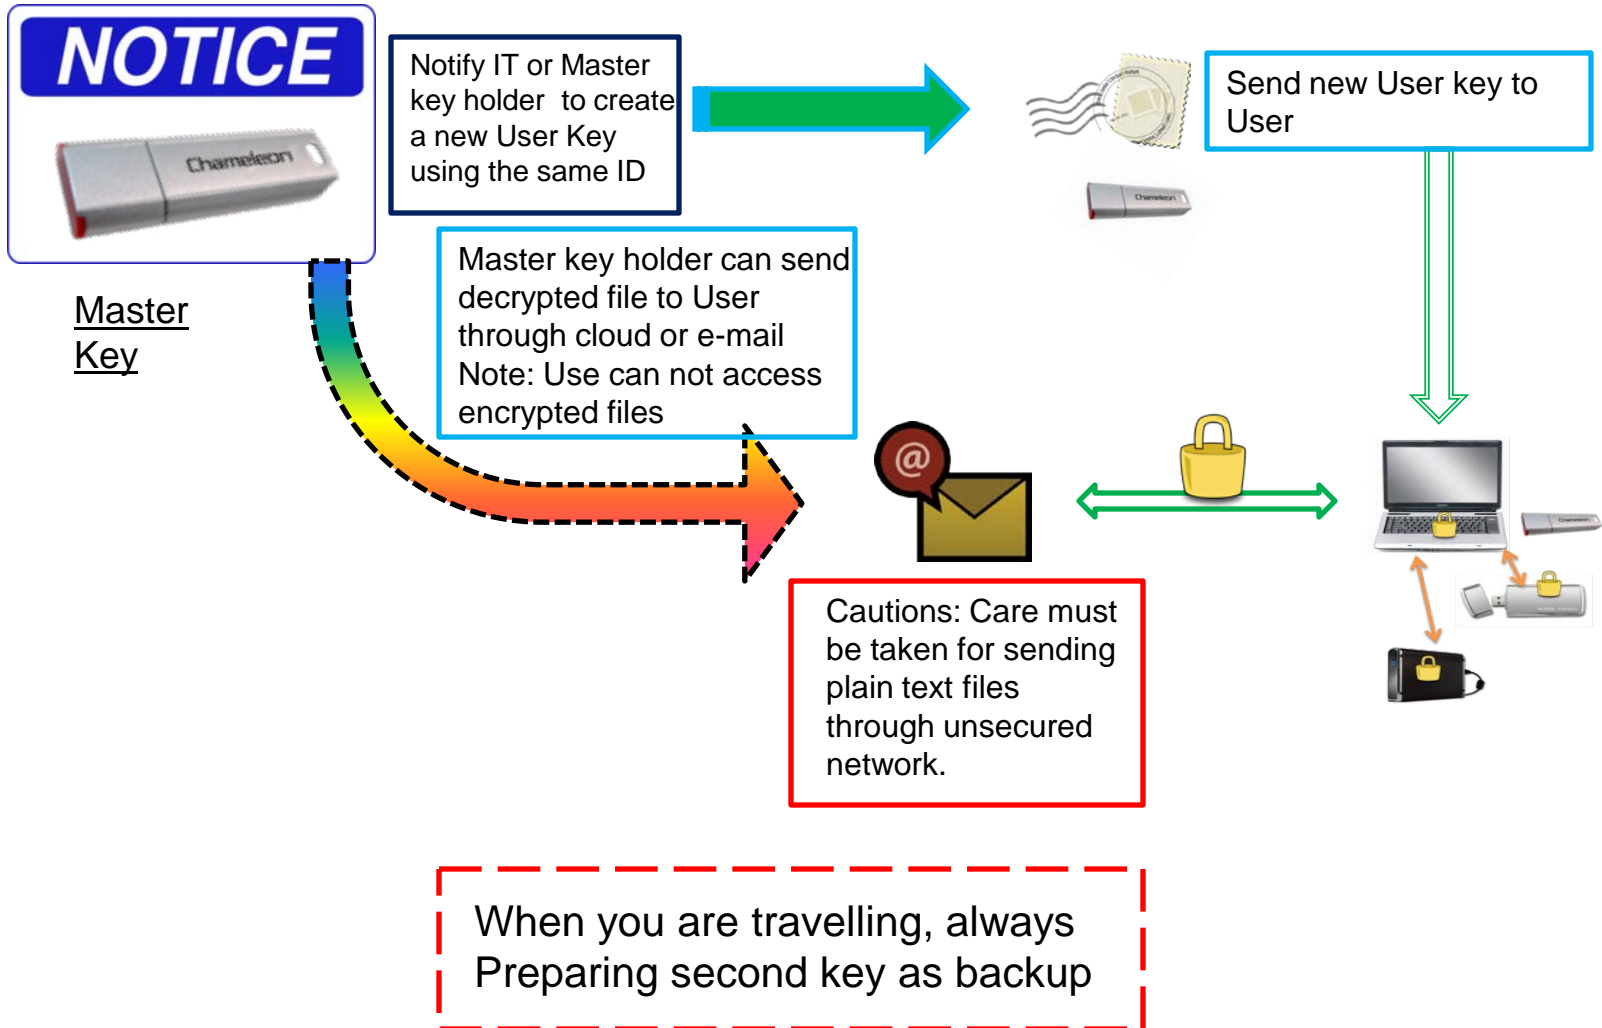 NOTICE
Chameleon
Master
Key
Notify IT or Master
key holder to create
a new User Key
using the same ID
Send new User key to
User
Chameleon
Master key holder can send
decrypted file to User
through cloud or e-mail
Note: Use can not access
encrypted files
@
Chameleon
Cautions: Care must
be taken for sending
plain text files
through unsecured
network.
When you are travelling, always
Preparing second key as backup